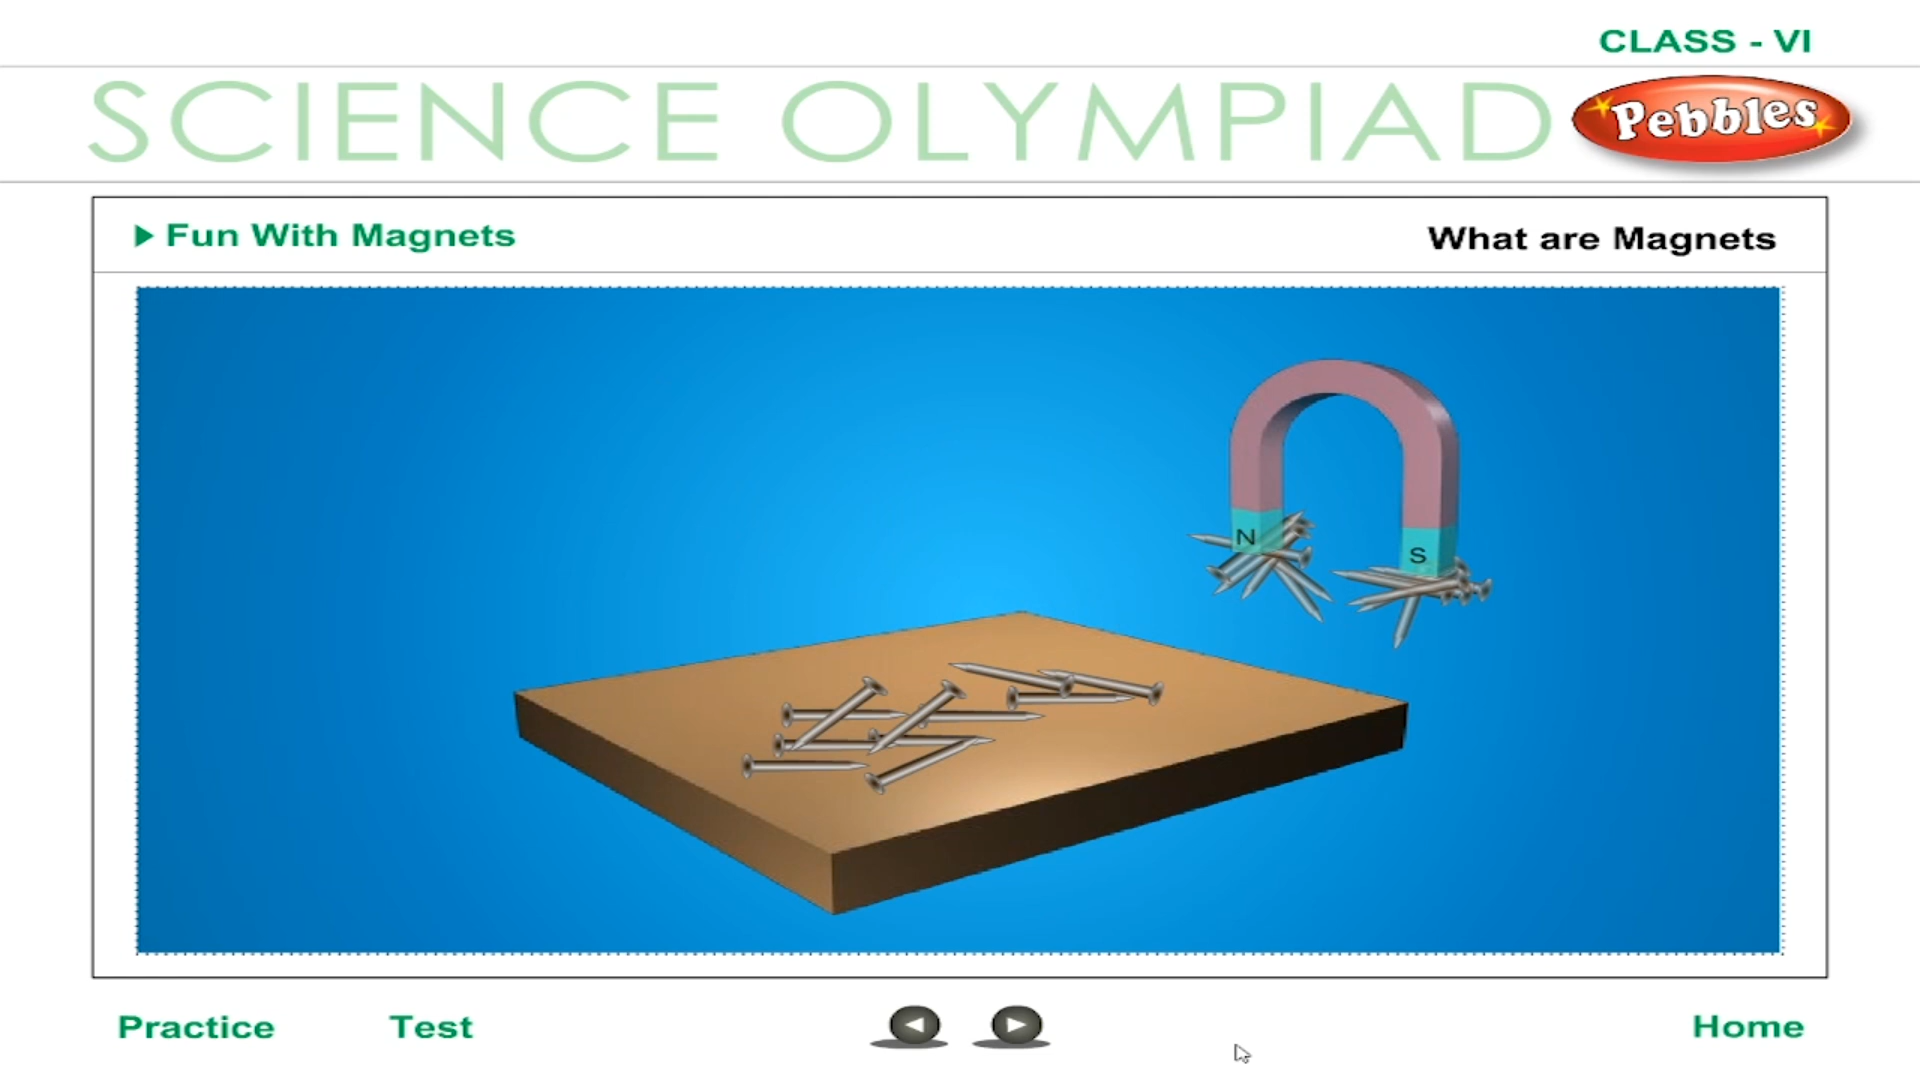 CLASS - VI
SCIENCE OLYMPIAD
Pebbles
Fun With Magnets
What are Magnets
N
S
Practice
Test
Home